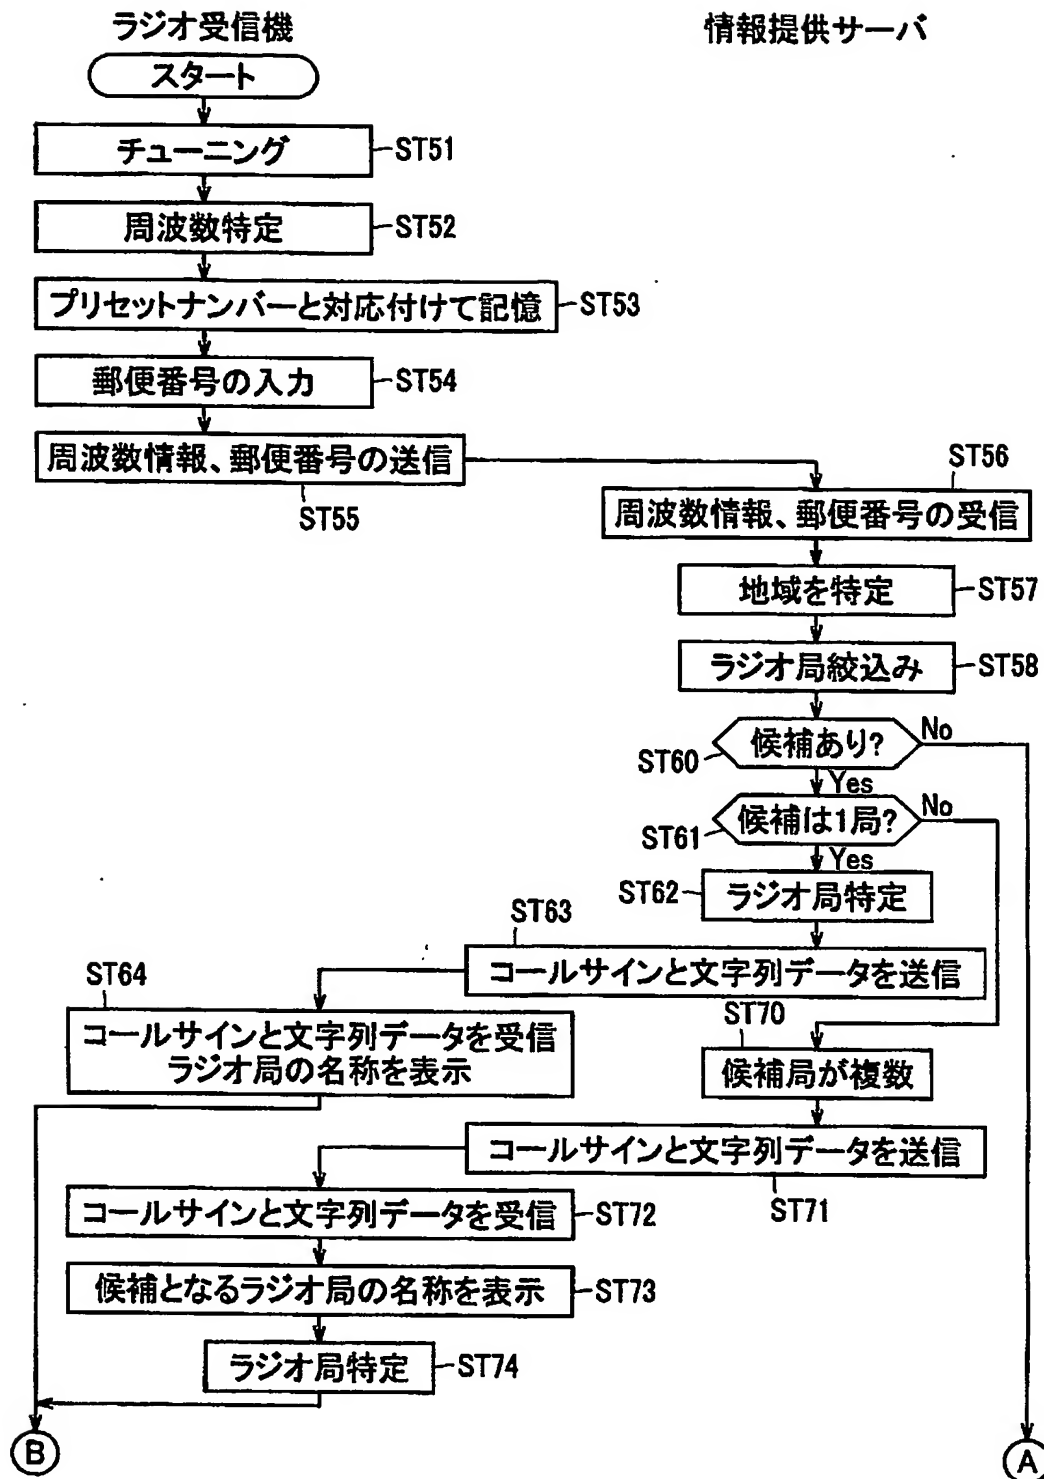 ラジオ受信機
情報提供サーバ
スタート
チューニング
ST51
周波数特定
ST52
プリセットナンバーと対応付けて記憶
ST53
郵便番号の入力
ST54
周波数情報、郵便番号の送信
ST55
ST56
周波数情報、郵便番号の受信
地域を特定
ST57
ラジオ局絞込み
ST58
候補あり?
No
ST60
Yes
候補は1局?
No
ST61
Yes
ST62
ラジオ局特定
ST63
コールサインと文字列データを送信
ST64
コールサインと文字列データを受信
ラジオ局の名称を表示
ST70
候補局が複数
コールサインと文字列データを送信
ST71
コールサインと文字列データを受信
ST72
候補となるラジオ局の名称を表示
ST73
ラジオ局特定
ST74
B
A